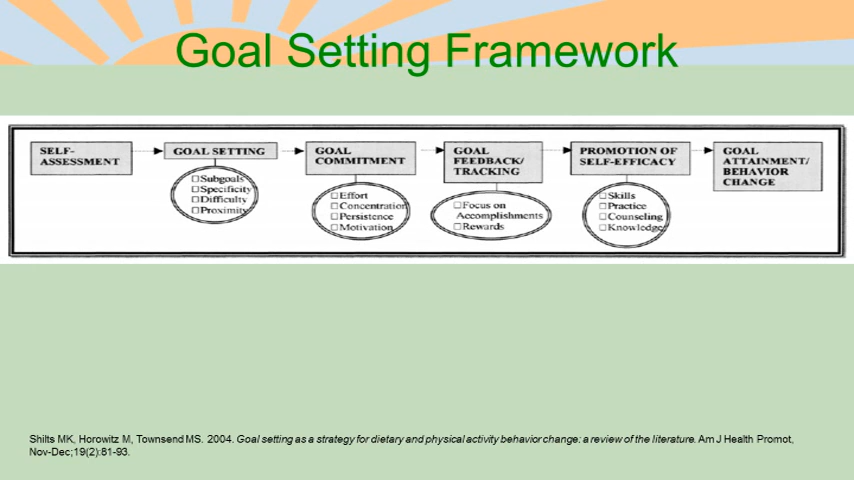 Goal Setting Framework
SELF-
ASSESSMENT
GOAL SETTING
□Subgoals
□Specificity
□Difficulty
□Proximity
GOAL
COMMITMENT
□Effort
□Concentration
□Persistence
□Motivation
GOAL
FEEDBACK/
TRACKING
□Focus on
Accomplishments
□Rewards
PROMOTION OF
SELF-EFFICACY
□Skills
□Practice
□Counseling
□Knowledge
GOAL
ATTAINMENT/
BEHAVIOR
CHANGE
Shilts MK, Horowitz M, Townsend MS. 2004. Goal setting as a strategy for dietary and physical activity behavior change: a review of the literature. Am J Health Promot,
Nov-Dec;19(2):81-93.